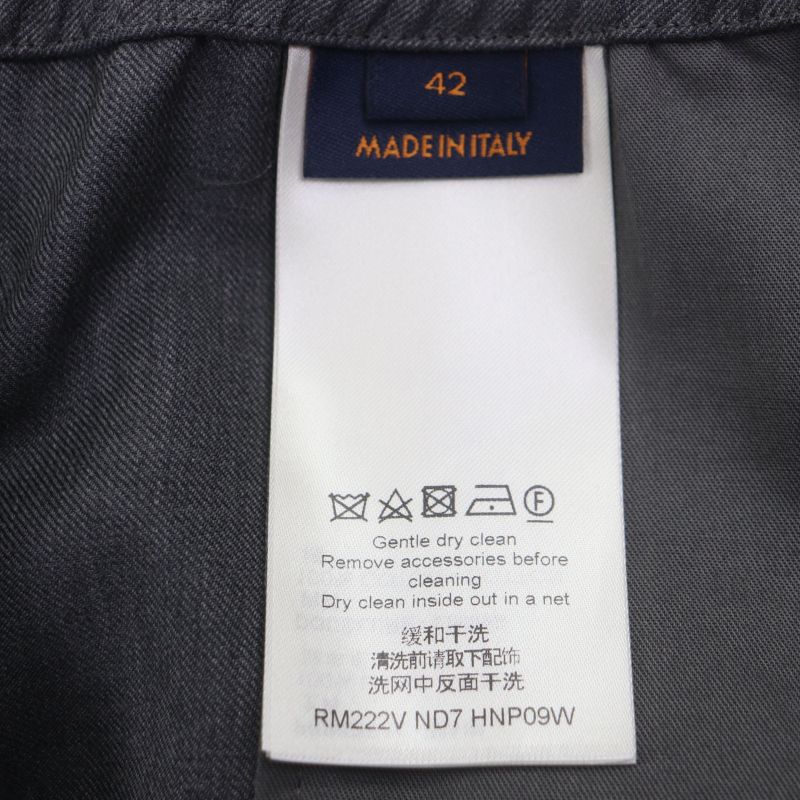 42
MADE IN ITALY
F
Gentle dry clean
Remove accessories before
cleaning
Dry clean inside out in a net
缓和干洗
清洗前请取下配饰
洗网中反面干洗
RM222V ND7 HNP09W